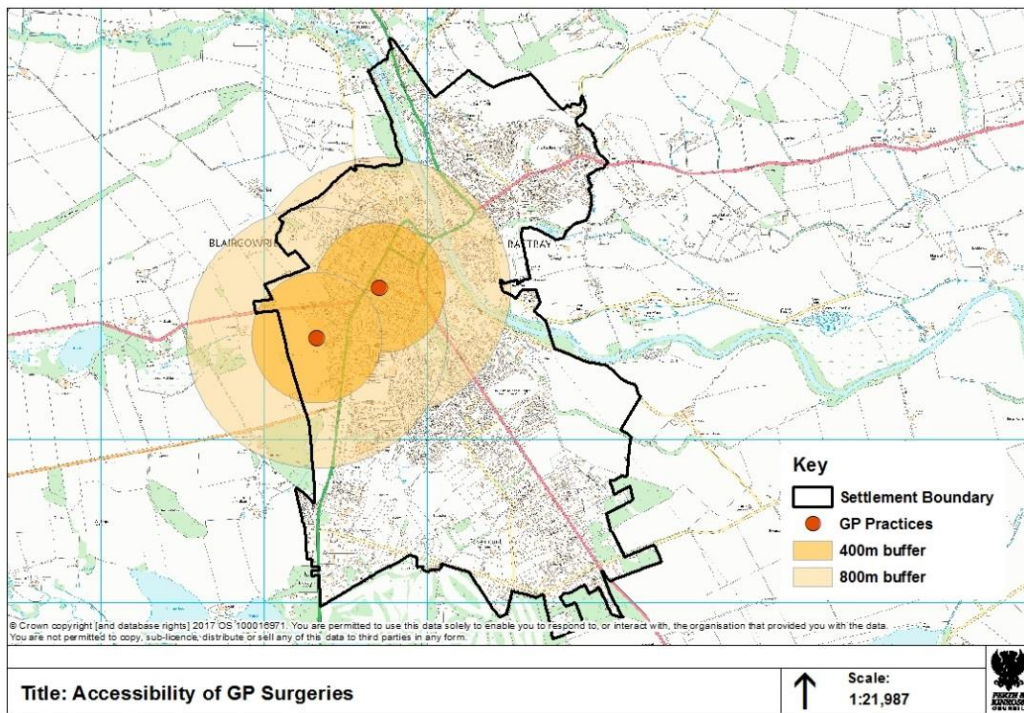 BLAIRGOWRIE
RATTRAY
Key
Settlement Boundary
GP Practices
400m buffer
800m buffer
© Crown copyright [and database rights] 2017 OS 100016971. You are permitted to use this data solely to enable you to respond to, or interact with, the organisation that provided you with the data.
You are not permitted to copy, sub-licence, distribute or sell any of this data to third parties in any form.
Title: Accessibility of GP Surgeries
Scale:
1:21,987
PERTH &
KINROSS
COUNCIL